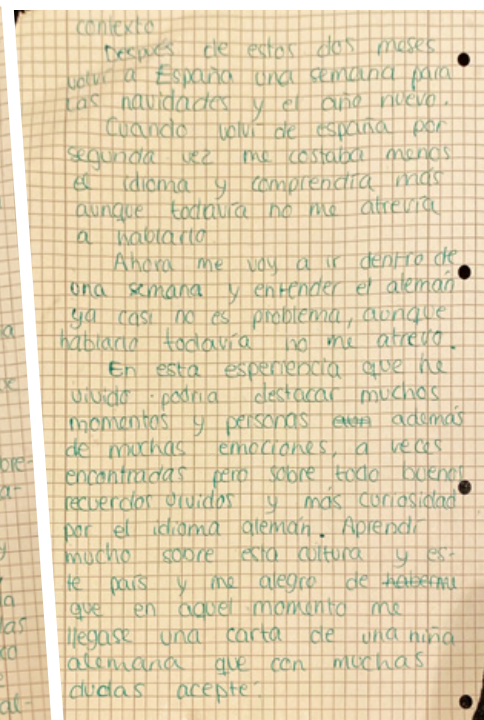 contexto
Después de estos dos meses
volví a España una semana para
las navidades y el año nuevo.
Cuando volví de españa por
segunda vez me costaba menos
el idioma y comprendía más
aunque todavía no me atrevía
a hablarlo
Ahora me voy a ir dentro de
una semana y entender el alemán
ya casi no es problema, aunque
hablarlo todavía no me atrevo.
En esta esperiencia que he
vivido podría destacar muchos
momentos y personas además
de muchas emociones, a veces
encontradas pero sobre todo buenos
recuerdos vividos y más curiosidad
por el idioma alemán. Aprendí
mucho sobre esta cultura y es-
te país y me alegro de haberme
que en aquel momento me
llegase una carta de una niña
alemana que con muchas
dudas acepte.